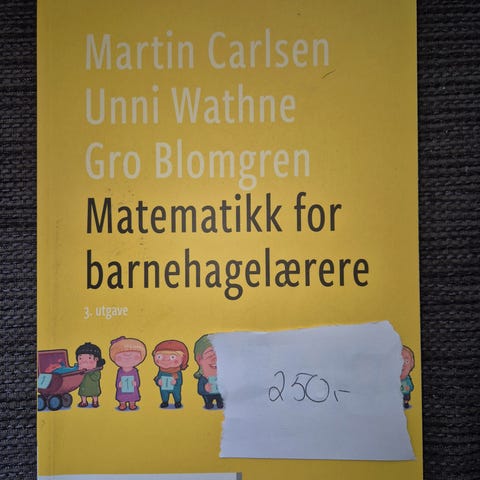 Martin Carlsen
Unni Wathne
Gro Blomgren
Matematikk for
barnehagelærere
3. utgave
250,-